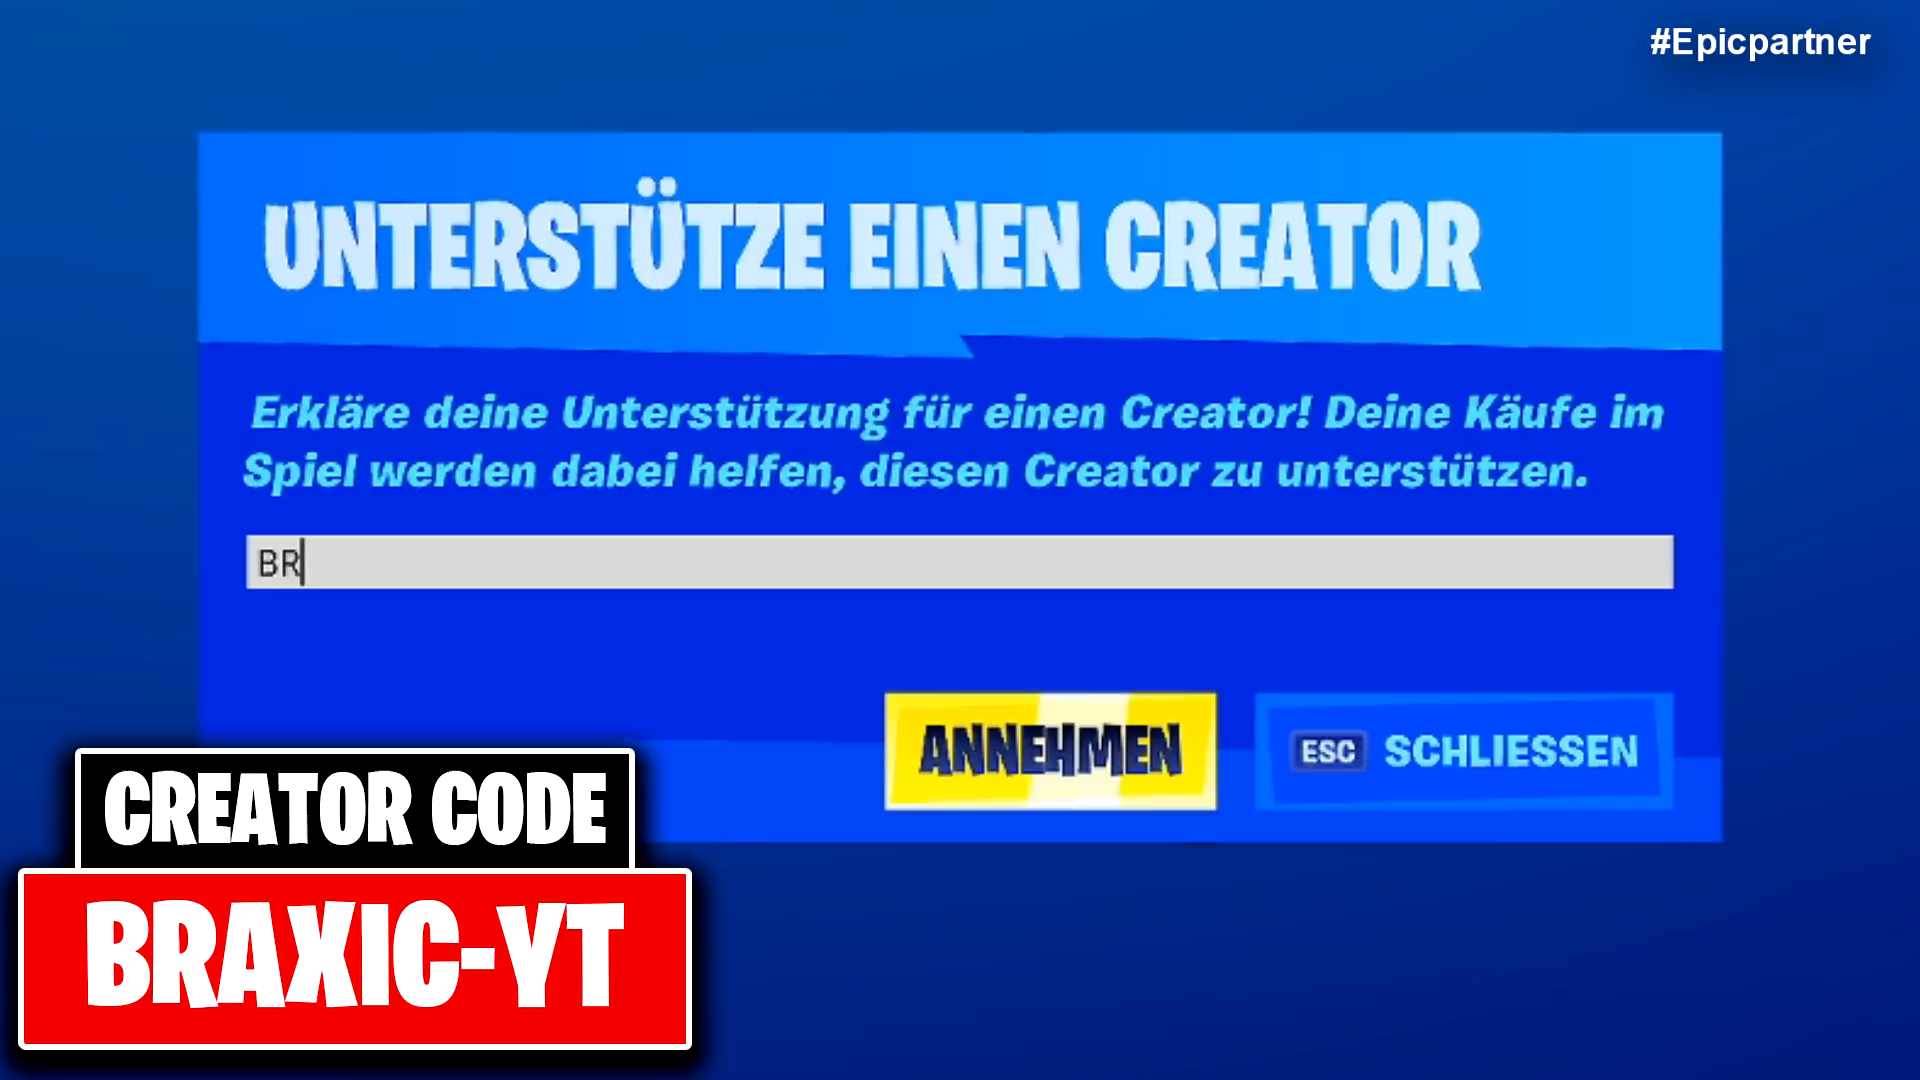 #Epicpartner
UNTERSTÜTZE EINEN CREATOR
Erkläre deine Unterstützung für einen Creator! Deine Käufe im
Spiel werden dabei helfen, diesen Creator zu unterstützen.
BR
ANNEHMEN
ESC SCHLIESSEN
CREATOR CODE
BRAXIC-YT